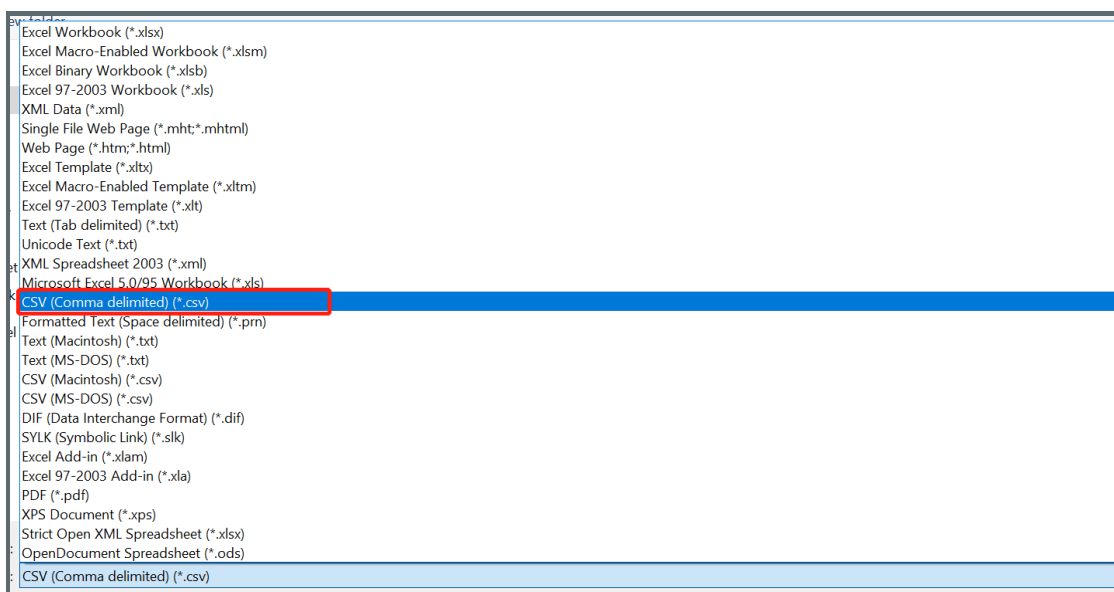 ew folder
Excel Workbook (*.xlsx)
Excel Macro-Enabled Workbook (*.xlsm)
Excel Binary Workbook (*.xlsb)
Excel 97-2003 Workbook (*.xls)
XML Data (*.xml)
Single File Web Page (*.mht;*.mhtml)
Web Page (*.htm;*.html)
Excel Template (*.xltx)
Excel Macro-Enabled Template (*.xltm)
Excel 97-2003 Template (*.xlt)
Text (Tab delimited) (*.txt)
Unicode Text (*.txt)
et XML Spreadsheet 2003 (*.xml)
Microsoft Excel 5.0/95 Workbook (*.xls)
k CSV (Comma delimited) (*.csv)
Formatted Text (Space delimited) (*.prn)
el
Text (Macintosh) (*.txt)
Text (MS-DOS) (*.txt)
CSV (Macintosh) (*.csv)
CSV (MS-DOS) (*.csv)
DIF (Data Interchange Format) (*.dif)
SYLK (Symbolic Link) (*.slk)
Excel Add-in (*.xlam)
Excel 97-2003 Add-in (*.xla)
PDF (*.pdf)
XPS Document (*.xps)
Strict Open XML Spreadsheet (*.xlsx)
: OpenDocument Spreadsheet (*.ods)
: CSV (Comma delimited) (*.csv)